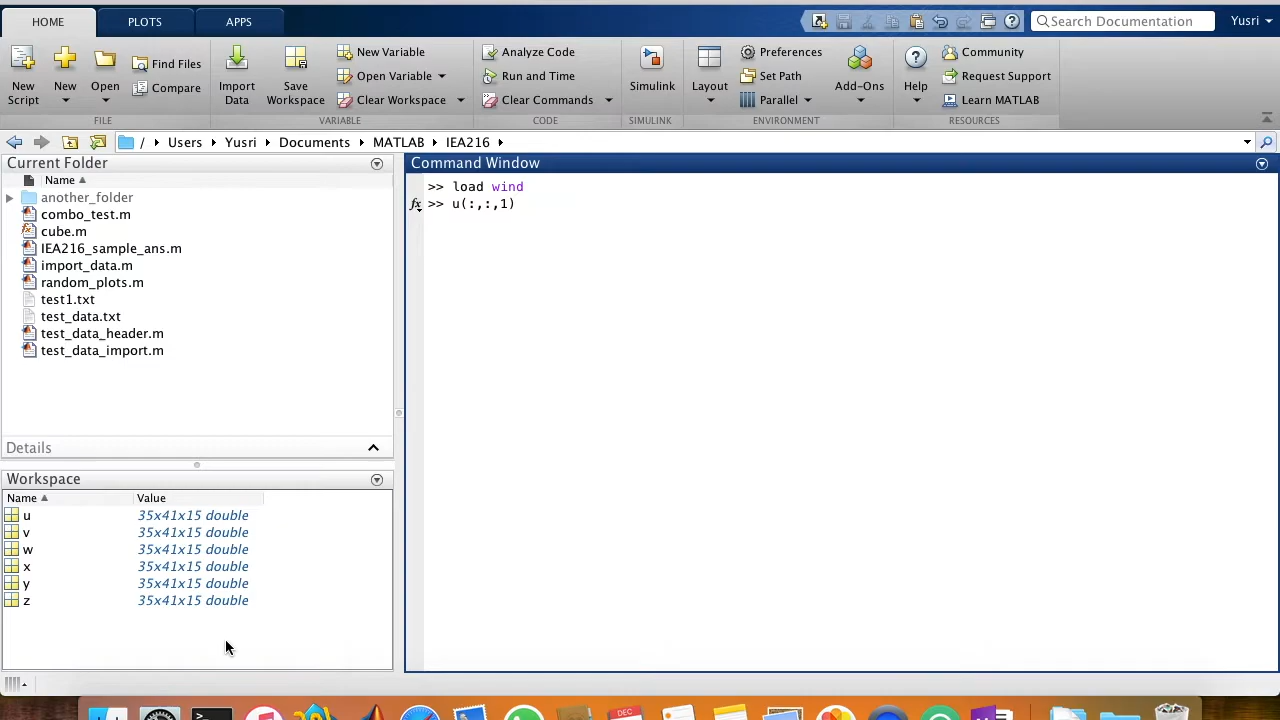 HOME PLOTS APPS Search Documentation Yusri
New Script New Open Find Files Compare
Import Data Save Workspace New Variable Open Variable Clear Workspace
Analyze Code Run and Time Clear Commands
Simulink Layout Preferences Set Path Parallel Add-Ons
Help Community Request Support Learn MATLAB
FILE VARIABLE CODE SIMULINK ENVIRONMENT RESOURCES
/ Users Yusri Documents MATLAB IEA216
Current Folder
Name
another_folder
combo_test.m
cube.m
IEA216_sample_ans.m
import_data.m
random_plots.m
test1.txt
test_data.txt
test_data_header.m
test_data_import.m
Details
Workspace
Name Value
u 35x41x15 double
v 35x41x15 double
w 35x41x15 double
x 35x41x15 double
y 35x41x15 double
z 35x41x15 double
Command Window
>> load wind
fx >> u(:,:,1)
DEC